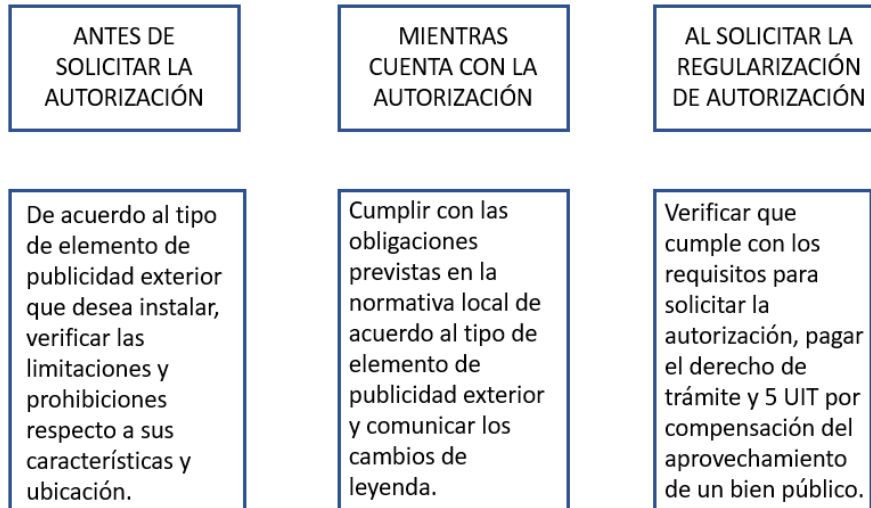 ANTES DE
SOLICITAR LA
AUTORIZACIÓN
MIENTRAS
CUENTA CON LA
AUTORIZACIÓN
AL SOLICITAR LA
REGULARIZACIÓN
DE AUTORIZACIÓN
De acuerdo al tipo
de elemento de
publicidad exterior
que desea instalar,
verificar las
limitaciones y
prohibiciones
respecto a sus
características y
ubicación.
Cumplir con las
obligaciones
previstas en la
normativa local de
acuerdo al tipo de
elemento de
publicidad exterior
y comunicar los
cambios de
leyenda.
Verificar que
cumple con los
requisitos para
solicitar la
autorización, pagar
el derecho de
trámite y 5 UIT por
compensación del
aprovechamiento
de un bien público.